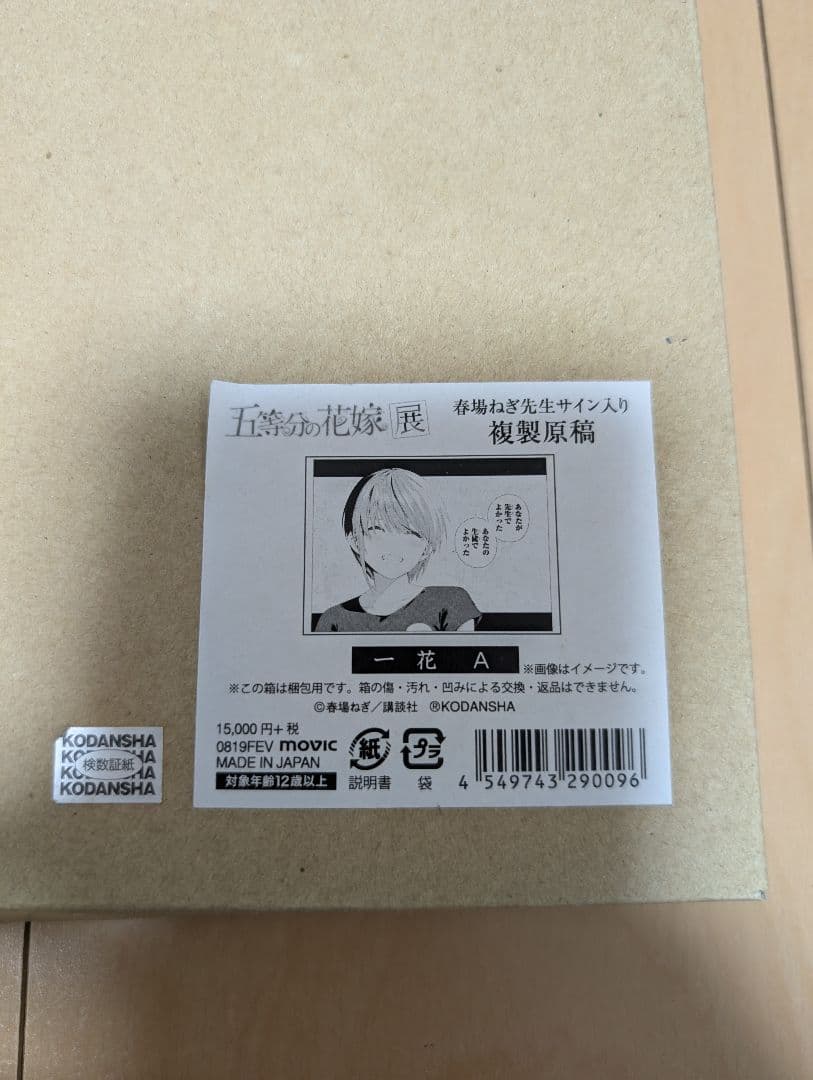 五等分の花嫁 展
春場ねぎ先生サイン入り
複製原稿
あなたが
先生で
よかった
あなたの
生徒で
よかった
一花 A
※画像はイメージです。
※この箱は梱包用です。箱の傷・汚れ・凹みによる交換・返品はできません。
©春場ねぎ／講談社 ®KODANSHA
15,000円+税
0819FEV movic
MADE IN JAPAN
対象年齢12歳以上
紙
説明書
プラ
袋
4 549743 290096
KODANSHA
KODANSHA
検数証紙
KODANSHA
KODANSHA